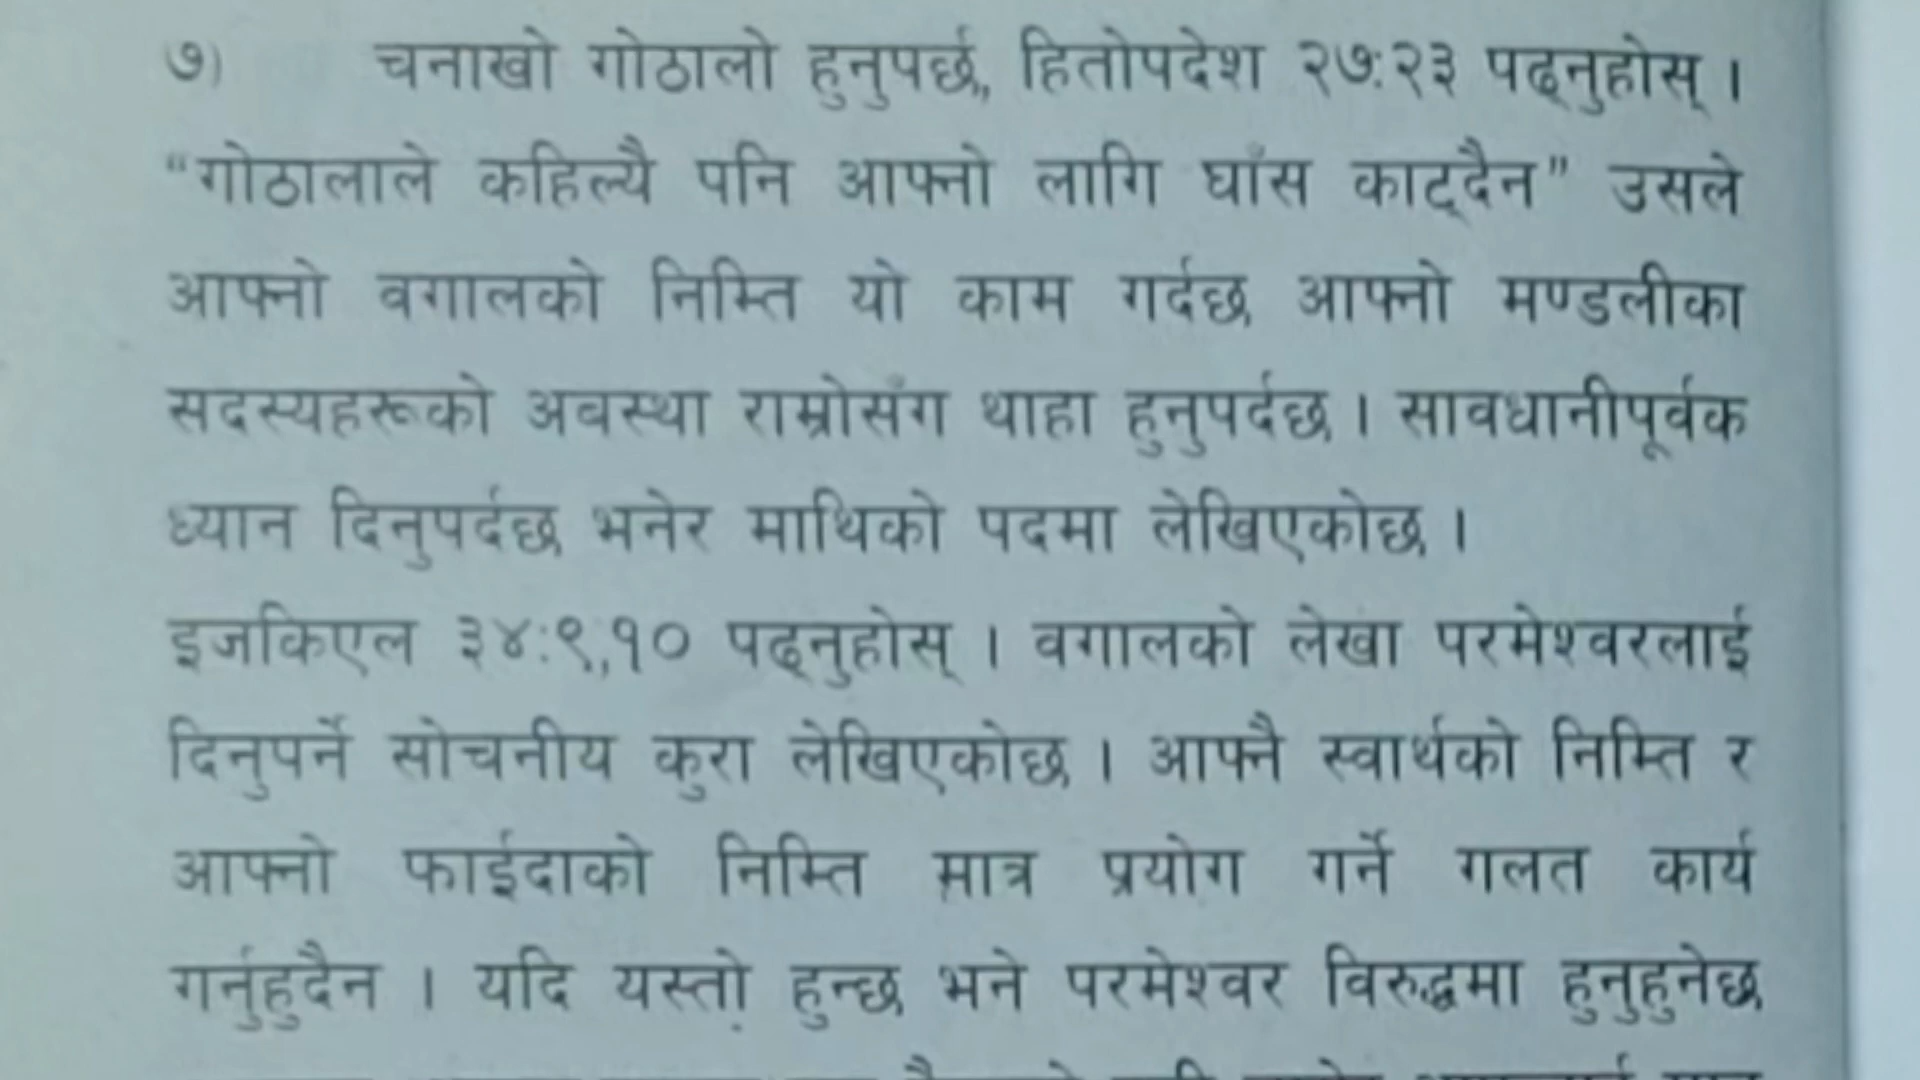 ७) चनाखो गोठालो हुनुपर्छ,, हितोपदेश २७:२३ पढ्नुहोस् ।
“गोठालाले कहिल्यै पनि आफ्नो लागि घाँस काट्दैन” उसले
आफ्नो वगालको निम्ति यो काम गर्दछ आफ्नो मण्डलीका
सदस्यहरूको अवस्था राम्रोसँग थाहा हुनुपर्दछ । सावधानीपूर्वक
ध्यान दिनुपर्दछ भनेर माथिको पदमा लेखिएकोछ ।
इजकिएल ३४:९,१० पढ्नुहोस् । वगालको लेखा परमेश्वरलाई
दिनुपर्ने सोचनीय कुरा लेखिएकोछ । आफ्नै स्वार्थको निम्ति र
आफ्नो फाईदाको निम्ति मात्र प्रयोग गर्ने गलत कार्य
गर्नुहुदैन । यदि यस्तो हुन्छ भने परमेश्वर विरुद्धमा हुनुहुनेछ